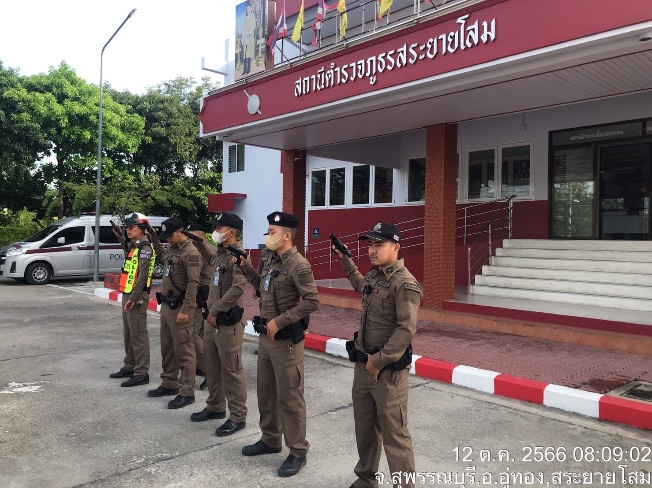 สถานีตำรวจภูธรสระยายโสม
POLICE
12 ต.ค. 2566 08:09:02
จ.สุพรรณบุรี,อ.อู่ทอง,สระยายโสม